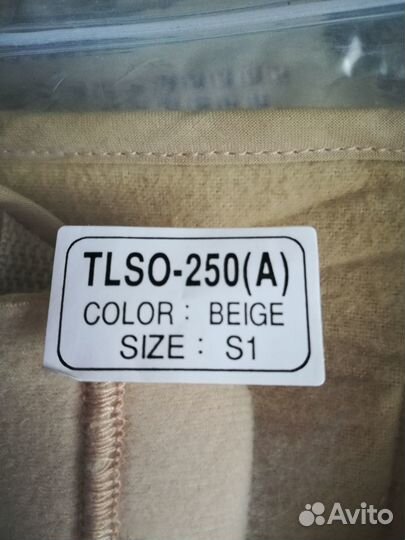 TLSO-250(A)
COLOR : BEIGE
SIZE : S1
Avito